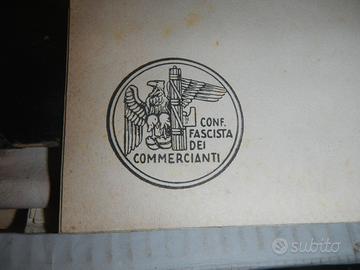 CONF.
FASCISTA
DEI
COMMERCIANTI
subito